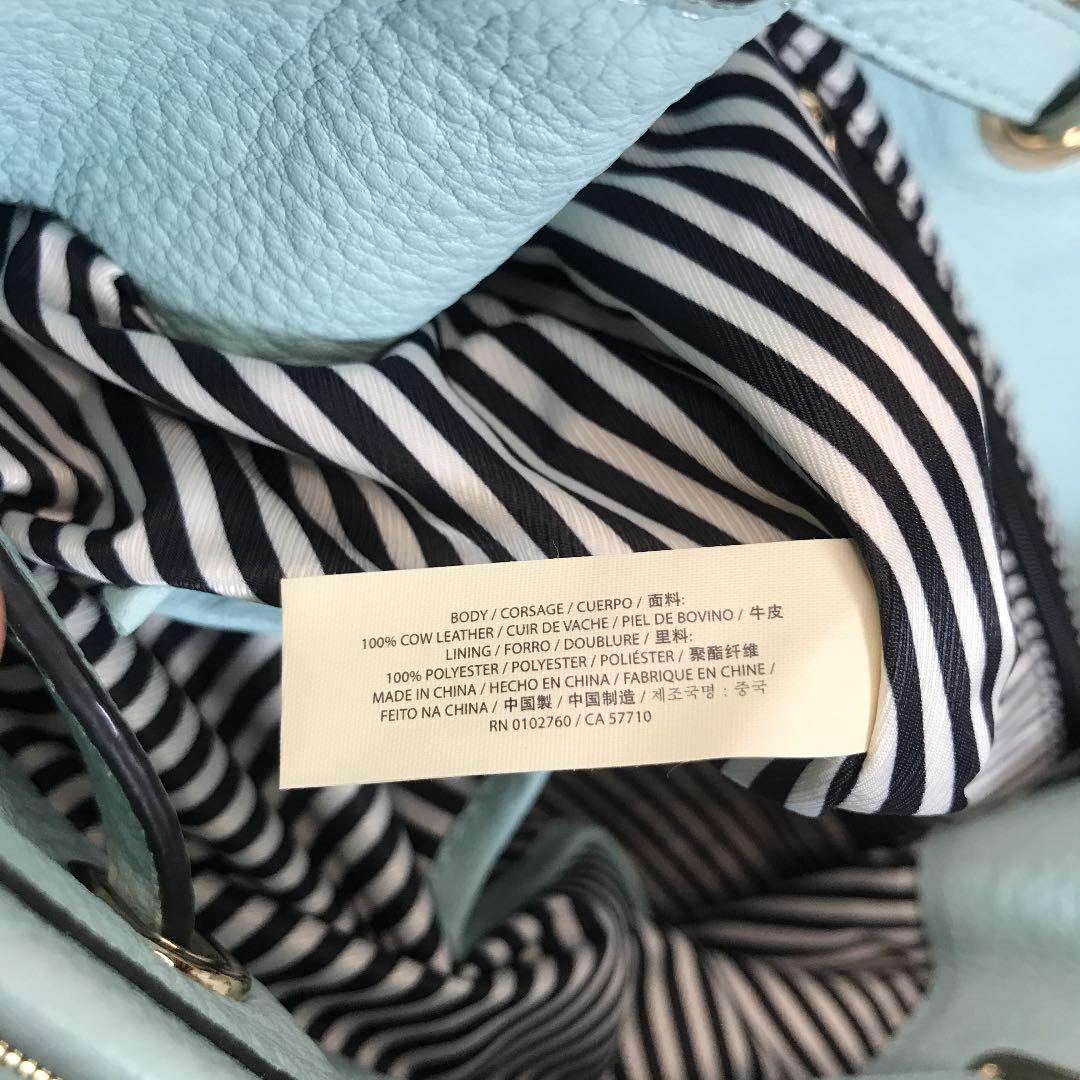 BODY / CORSAGE / CUERPO / 面料:
100% COW LEATHER / CUIR DE VACHE / PIEL DE BOVINO / 牛皮
LINING / FORRO / DOUBLURE / 里料:
100% POLYESTER / POLYESTER / POLIÉSTER / 聚酯纤维
MADE IN CHINA / HECHO EN CHINA / FABRIQUE EN CHINE /
FEITO NA CHINA / 中国製 / 中国制造 / 제조국명 : 중국
RN 0102760 / CA 57710